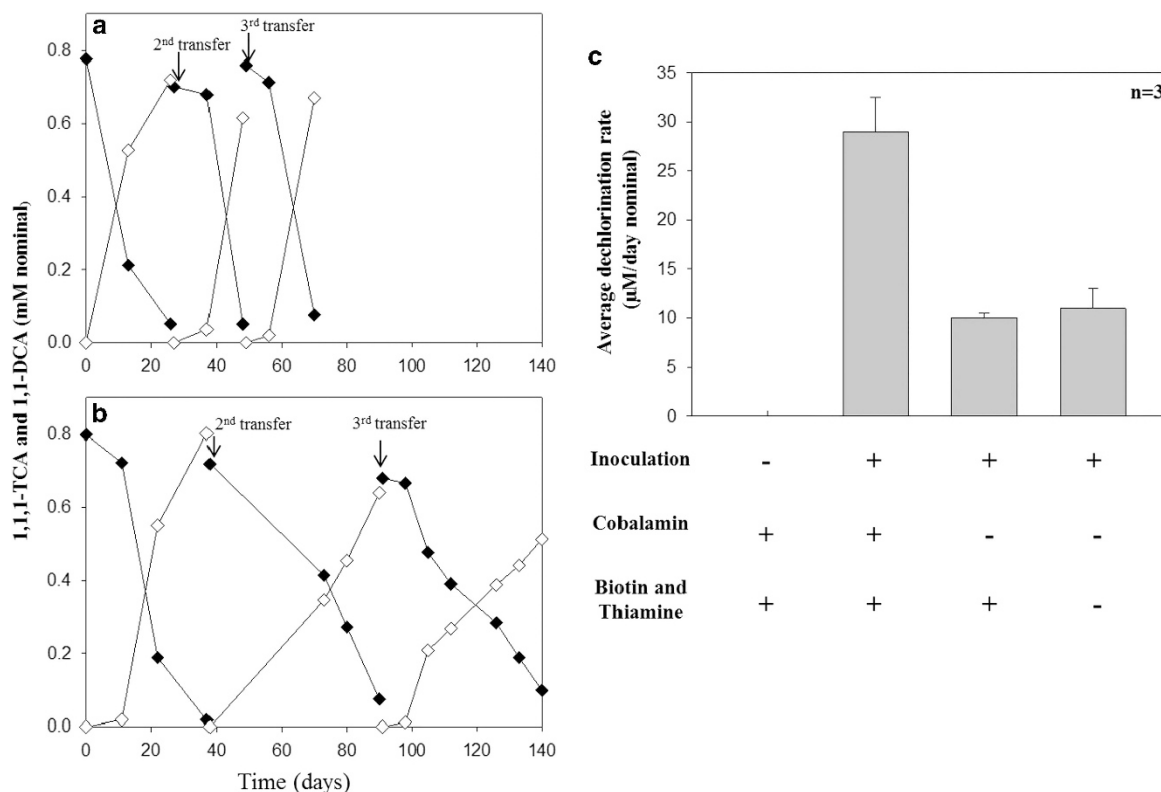 a
2nd transfer
3rd transfer
0.8
0.6
0.4
0.2
0.0
0 20 40 60 80 100 120 140
b
2nd transfer
3rd transfer
0.8
0.6
0.4
0.2
0.0
0 20 40 60 80 100 120 140
Time (days)
1,1,1-TCA and 1,1-DCA (mM nominal)
c
n=3
35
30
25
20
15
10
5
0
Average dechlorination rate
(µM/day nominal)
Inoculation - + + +
Cobalamin + + - -
Biotin and
Thiamine + + + -